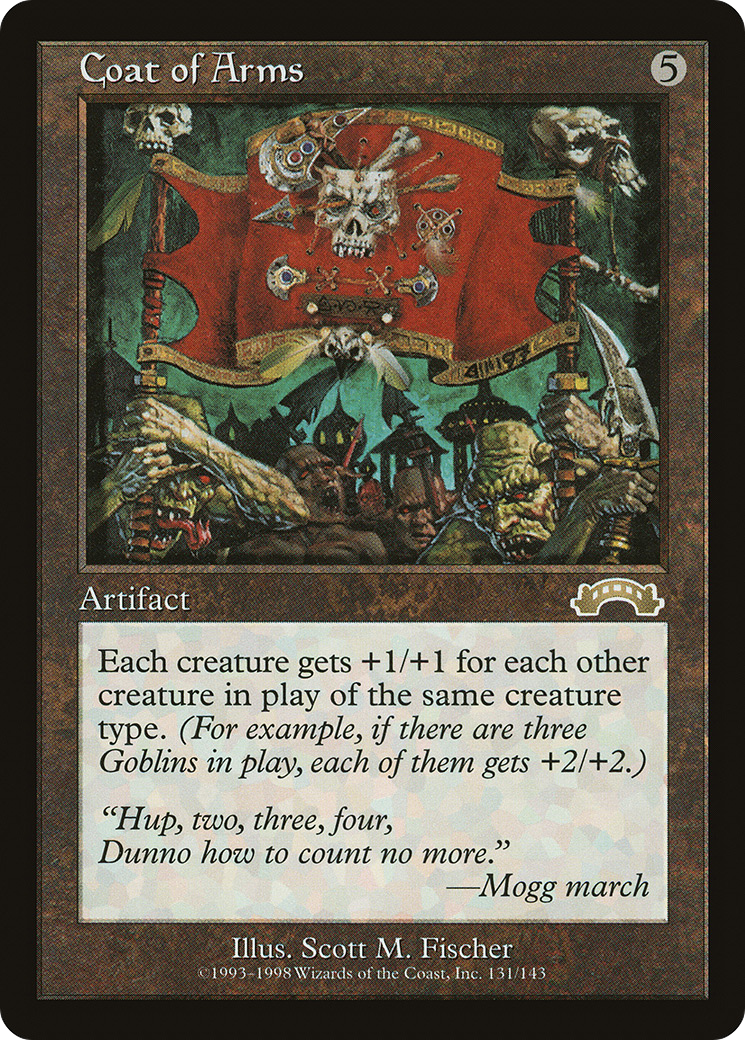 Coat of Arms
5
Artifact
Each creature gets +1/+1 for each other
creature in play of the same creature
type. (For example, if there are three
Goblins in play, each of them gets +2/+2.)
“Hup, two, three, four,
Dunno how to count no more.”
—Mogg march
Illus. Scott M. Fischer
©1993–1998 Wizards of the Coast, Inc. 131/143